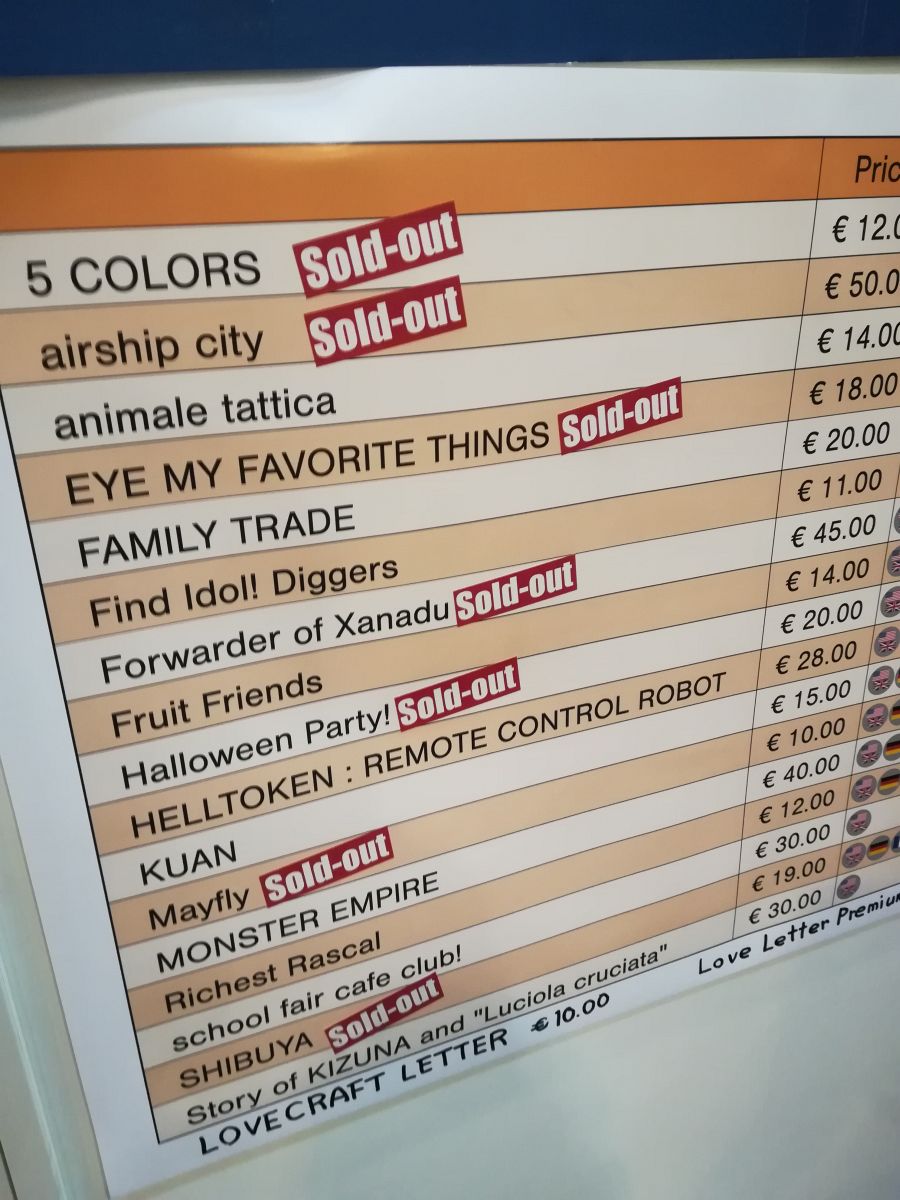 Pric
5 COLORS Sold-out € 12.0
airship city Sold-out € 50.0
animale tattica € 14.00
EYE MY FAVORITE THINGS Sold-out € 18.00
FAMILY TRADE € 20.00
Find Idol! Diggers € 11.00
Forwarder of Xanadu Sold-out € 45.00
Fruit Friends € 14.00
Halloween Party! Sold-out € 20.00
HELLTOKEN : REMOTE CONTROL ROBOT € 28.00
KUAN € 15.00
Mayfly Sold-out € 10.00
MONSTER EMPIRE € 40.00
Richest Rascal € 12.00
school fair cafe club! € 30.00
SHIBUYA Sold-out € 19.00
Story of KIZUNA and "Luciola cruciata" € 30.00
LOVECRAFT LETTER € 10.00 Love Letter Premium